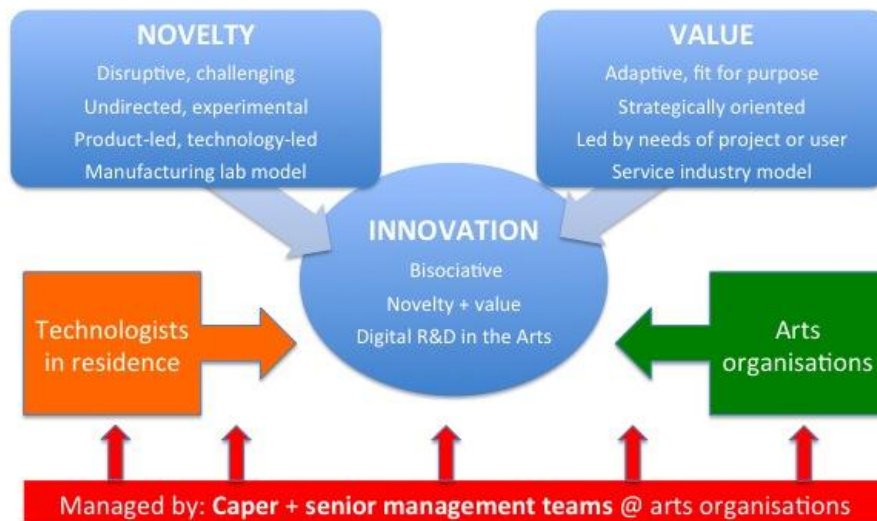 NOVELTY
Disruptive, challenging
Undirected, experimental
Product-led, technology-led
Manufacturing lab model
VALUE
Adaptive, fit for purpose
Strategically oriented
Led by needs of project or user
Service industry model
INNOVATION
Bisociative
Novelty + value
Digital R&D in the Arts
Technologists
in residence
Arts
organisations
Managed by: Caper + senior management teams @ arts organisations